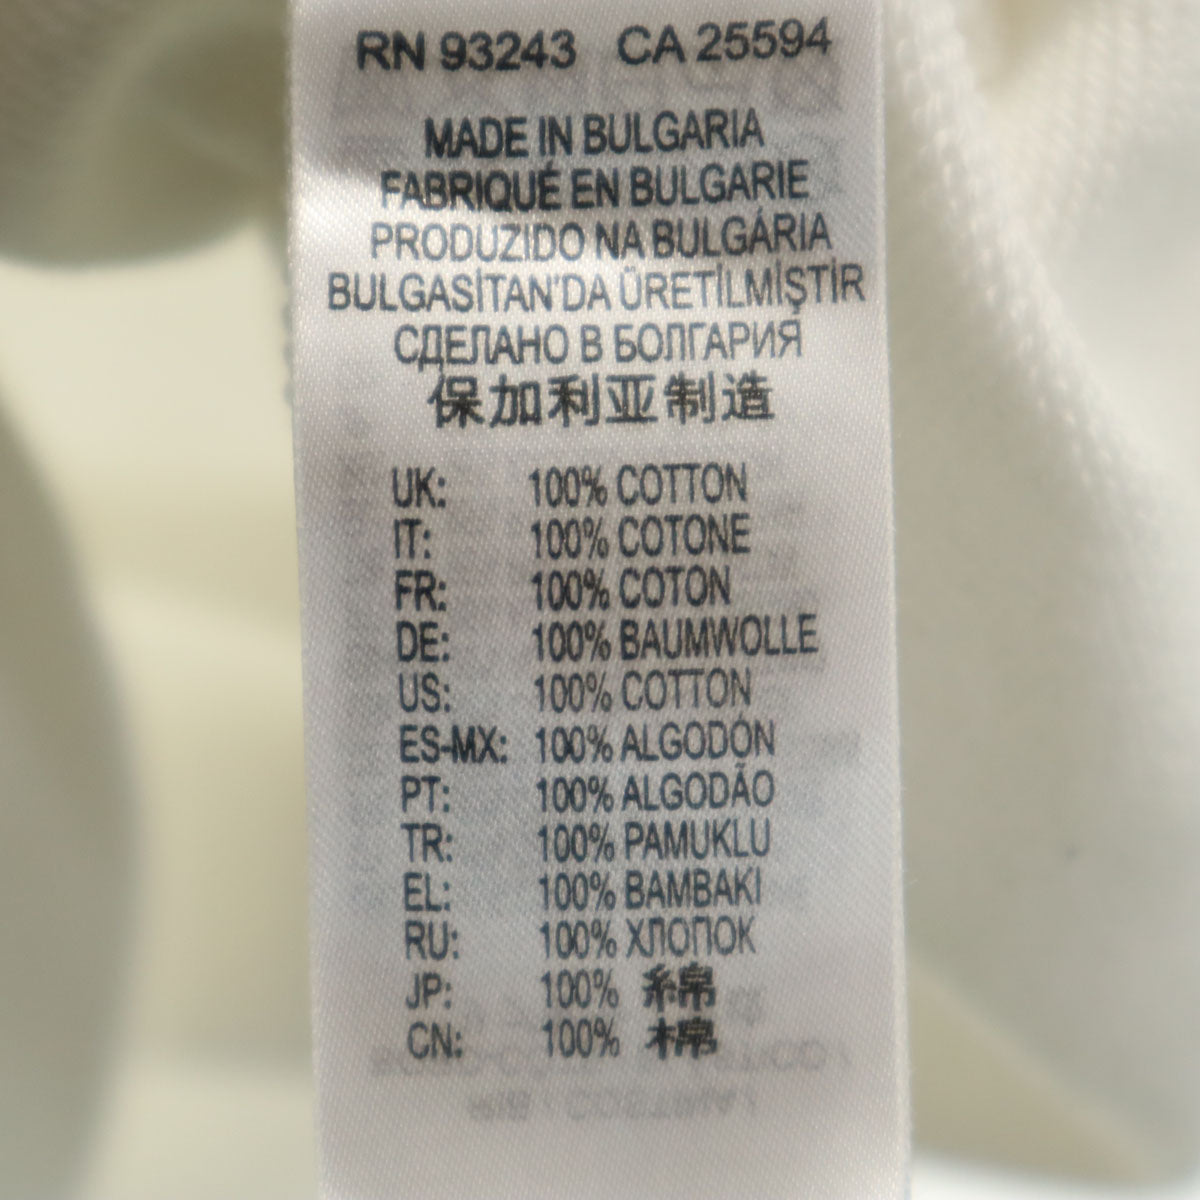 RN 93243 CA 25594
MADE IN BULGARIA
FABRIQUÉ EN BULGARIE
PRODUZIDO NA BULGÁRIA
BULGASİTAN'DA ÜRETİLMİŞTİR
СДЕЛАНО В БОЛГАРИЯ
保加利亚制造
UK: 100% COTTON
IT: 100% COTONE
FR: 100% COTON
DE: 100% BAUMWOLLE
US: 100% COTTON
ES-MX: 100% ALGODÓN
PT: 100% ALGODÃO
TR: 100% PAMUKLU
EL: 100% BAMBAKI
RU: 100% ХЛОПОК
JP: 100% 綿
CN: 100% 棉